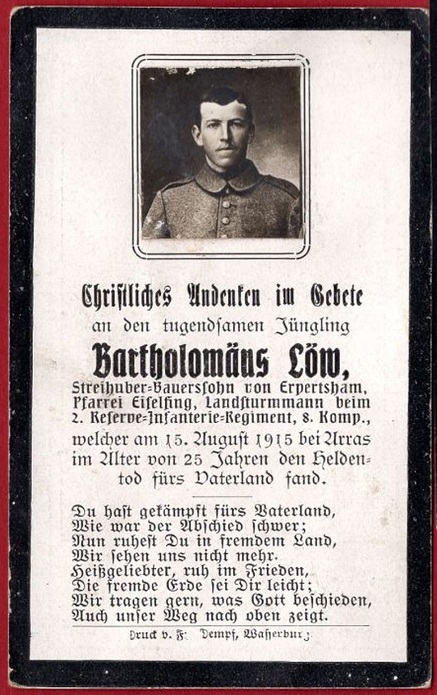 Christliches Andenken im Gebete
an den tugendsamen Jüngling
Bartholomäus Löw,
Streihuber-Bauerssohn von Erpertsham,
Pfarrei Eiselfing, Landsturmmann beim
2. Reserve-Infanterie-Regiment, 8. Komp.,
welcher am 15. August 1915 bei Arras
im Alter von 25 Jahren den Helden-
tod fürs Vaterland fand.
Du hast gekämpft fürs Vaterland,
Wie war der Abschied schwer;
Nun ruhest Du in fremdem Land,
Wir sehen uns nicht mehr.
Heißgeliebter, ruh im Frieden,
Die fremde Erde sei Dir leicht;
Wir tragen gern, was Gott beschieden,
Auch unser Weg nach oben zeigt.
Druck v. F. Dempf, Wasserburg